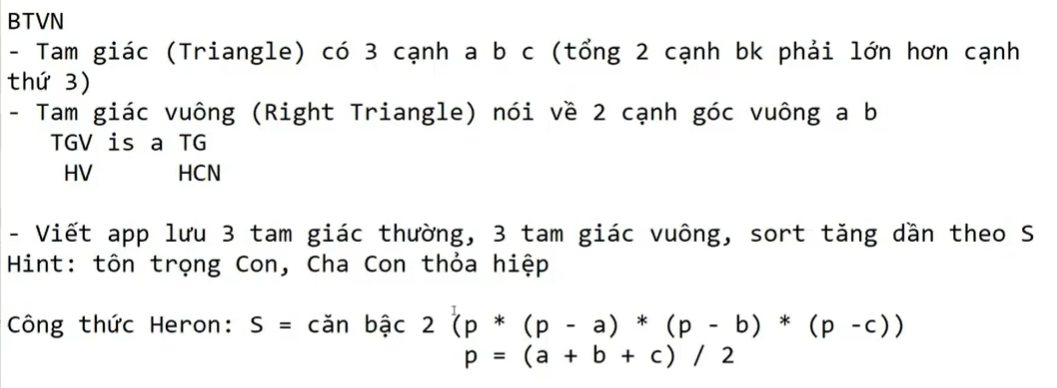 BTVN
- Tam giác (Triangle) có 3 cạnh a b c (tổng 2 cạnh bk phải lớn hơn cạnh
thứ 3)
- Tam giác vuông (Right Triangle) nói về 2 cạnh góc vuông a b
TGV is a TG
HV HCN
- Viết app lưu 3 tam giác thường, 3 tam giác vuông, sort tăng dần theo S
Hint: tôn trọng Con, Cha Con thỏa hiệp
Công thức Heron: S = căn bậc 2 (p * (p - a) * (p - b) * (p -c))
p = (a + b + c) / 2